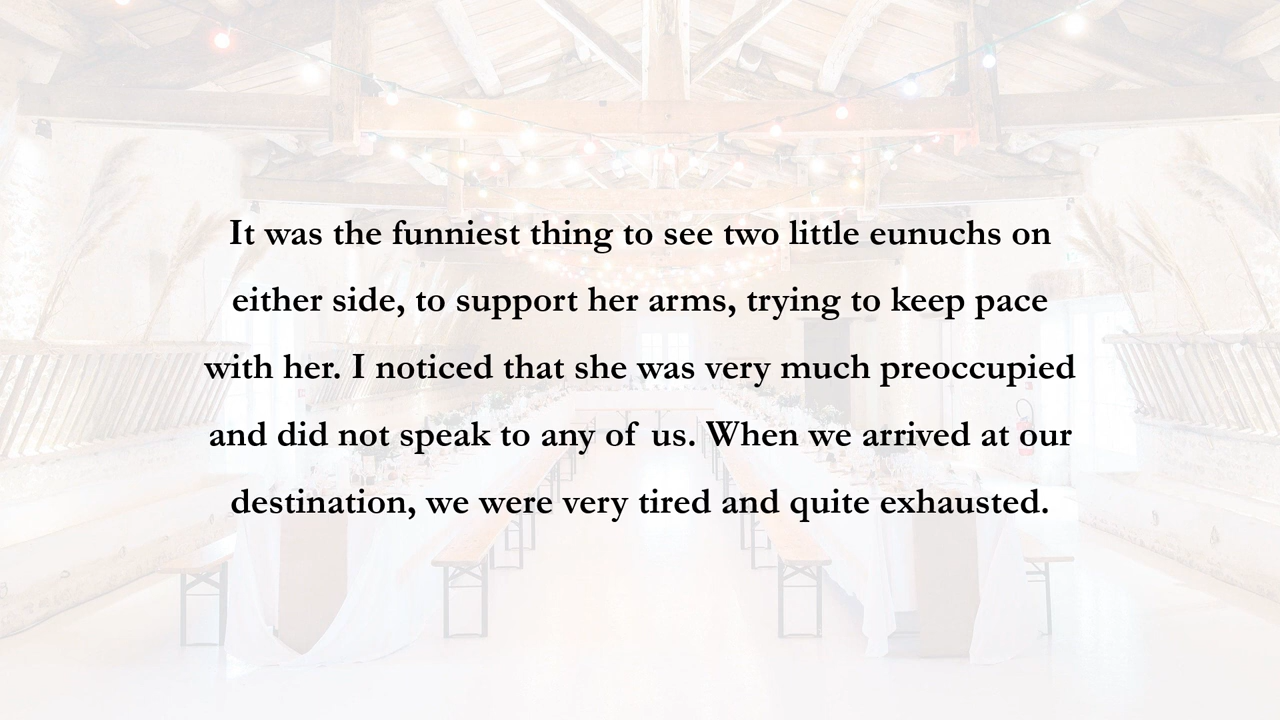 It was the funniest thing to see two little eunuchs on
either side, to support her arms, trying to keep pace
with her. I noticed that she was very much preoccupied
and did not speak to any of us. When we arrived at our
destination, we were very tired and quite exhausted.